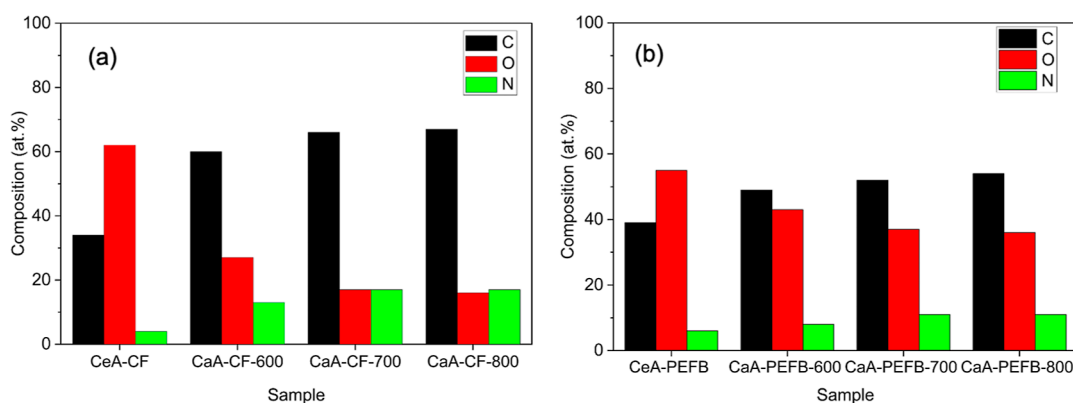 (a)
C
O
N
Composition (at.%)
100
80
60
40
20
0
CeA-CF CaA-CF-600 CaA-CF-700 CaA-CF-800
Sample
(b)
C
O
N
Composition (at.%)
100
80
60
40
20
0
CeA-PEFB CaA-PEFB-600 CaA-PEFB-700 CaA-PEFB-800
Sample